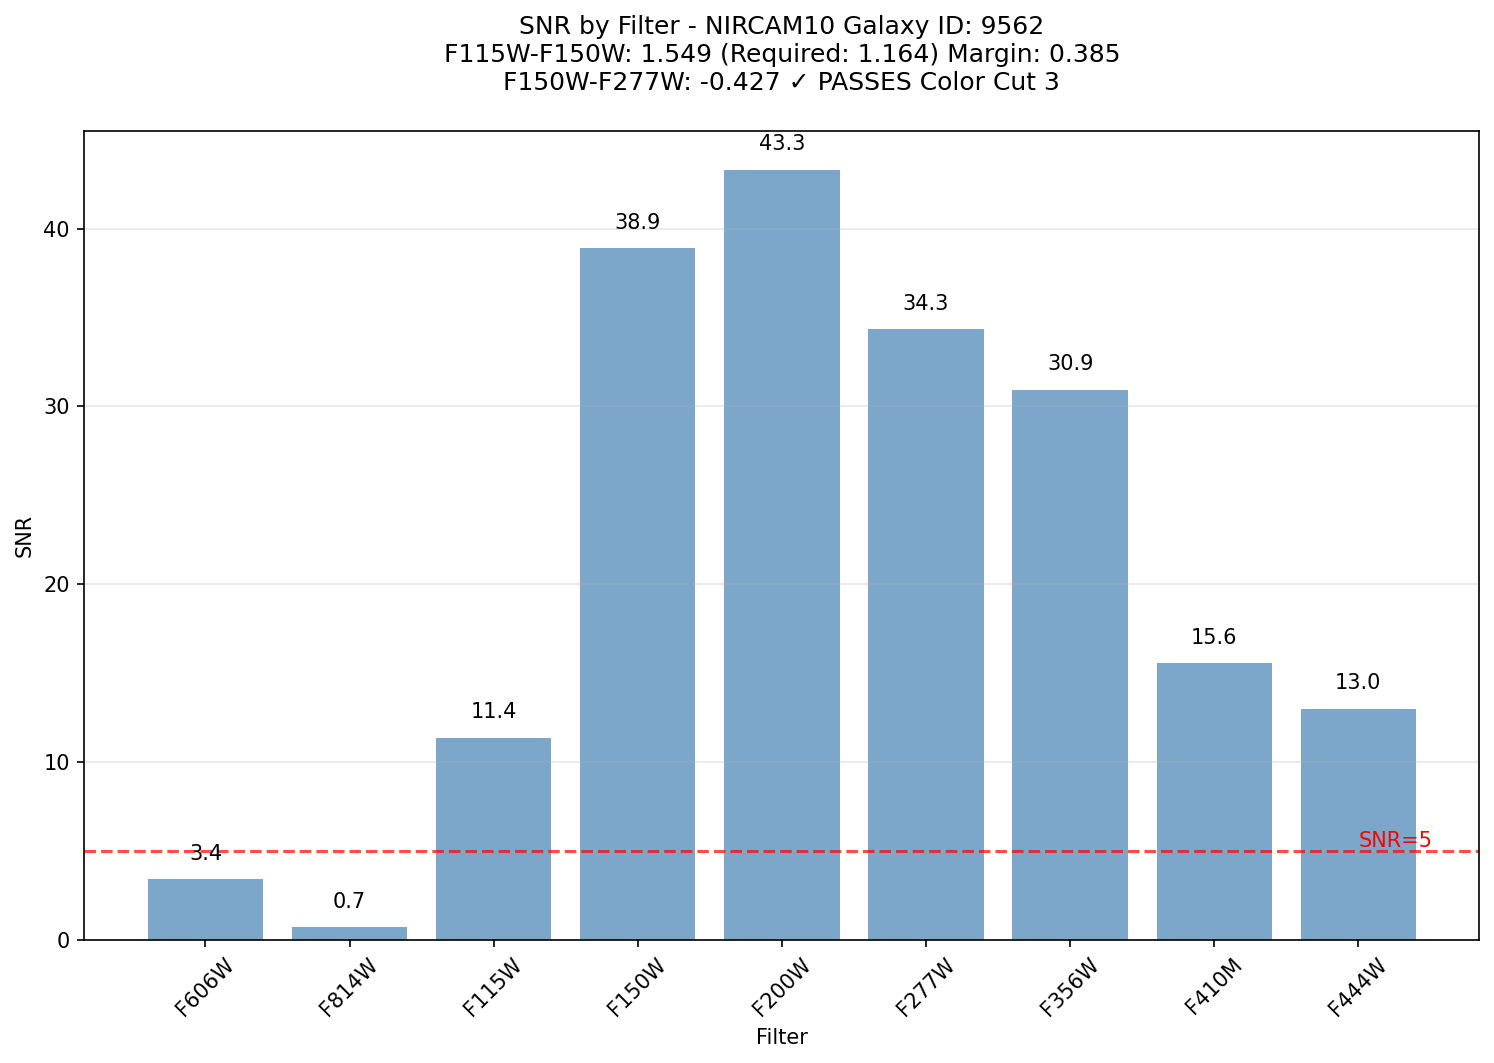 SNR by Filter - NIRCAM10 Galaxy ID: 9562
F115W-F150W: 1.549 (Required: 1.164) Margin: 0.385
F150W-F277W: -0.427 ✓ PASSES Color Cut 3
43.3
38.9
34.3
30.9
15.6
13.0
11.4
3.4
0.7
SNR=5
SNR
40
30
20
10
0
F606W
F814W
F115W
F150W
F200W
F277W
F356W
F410M
F444W
Filter